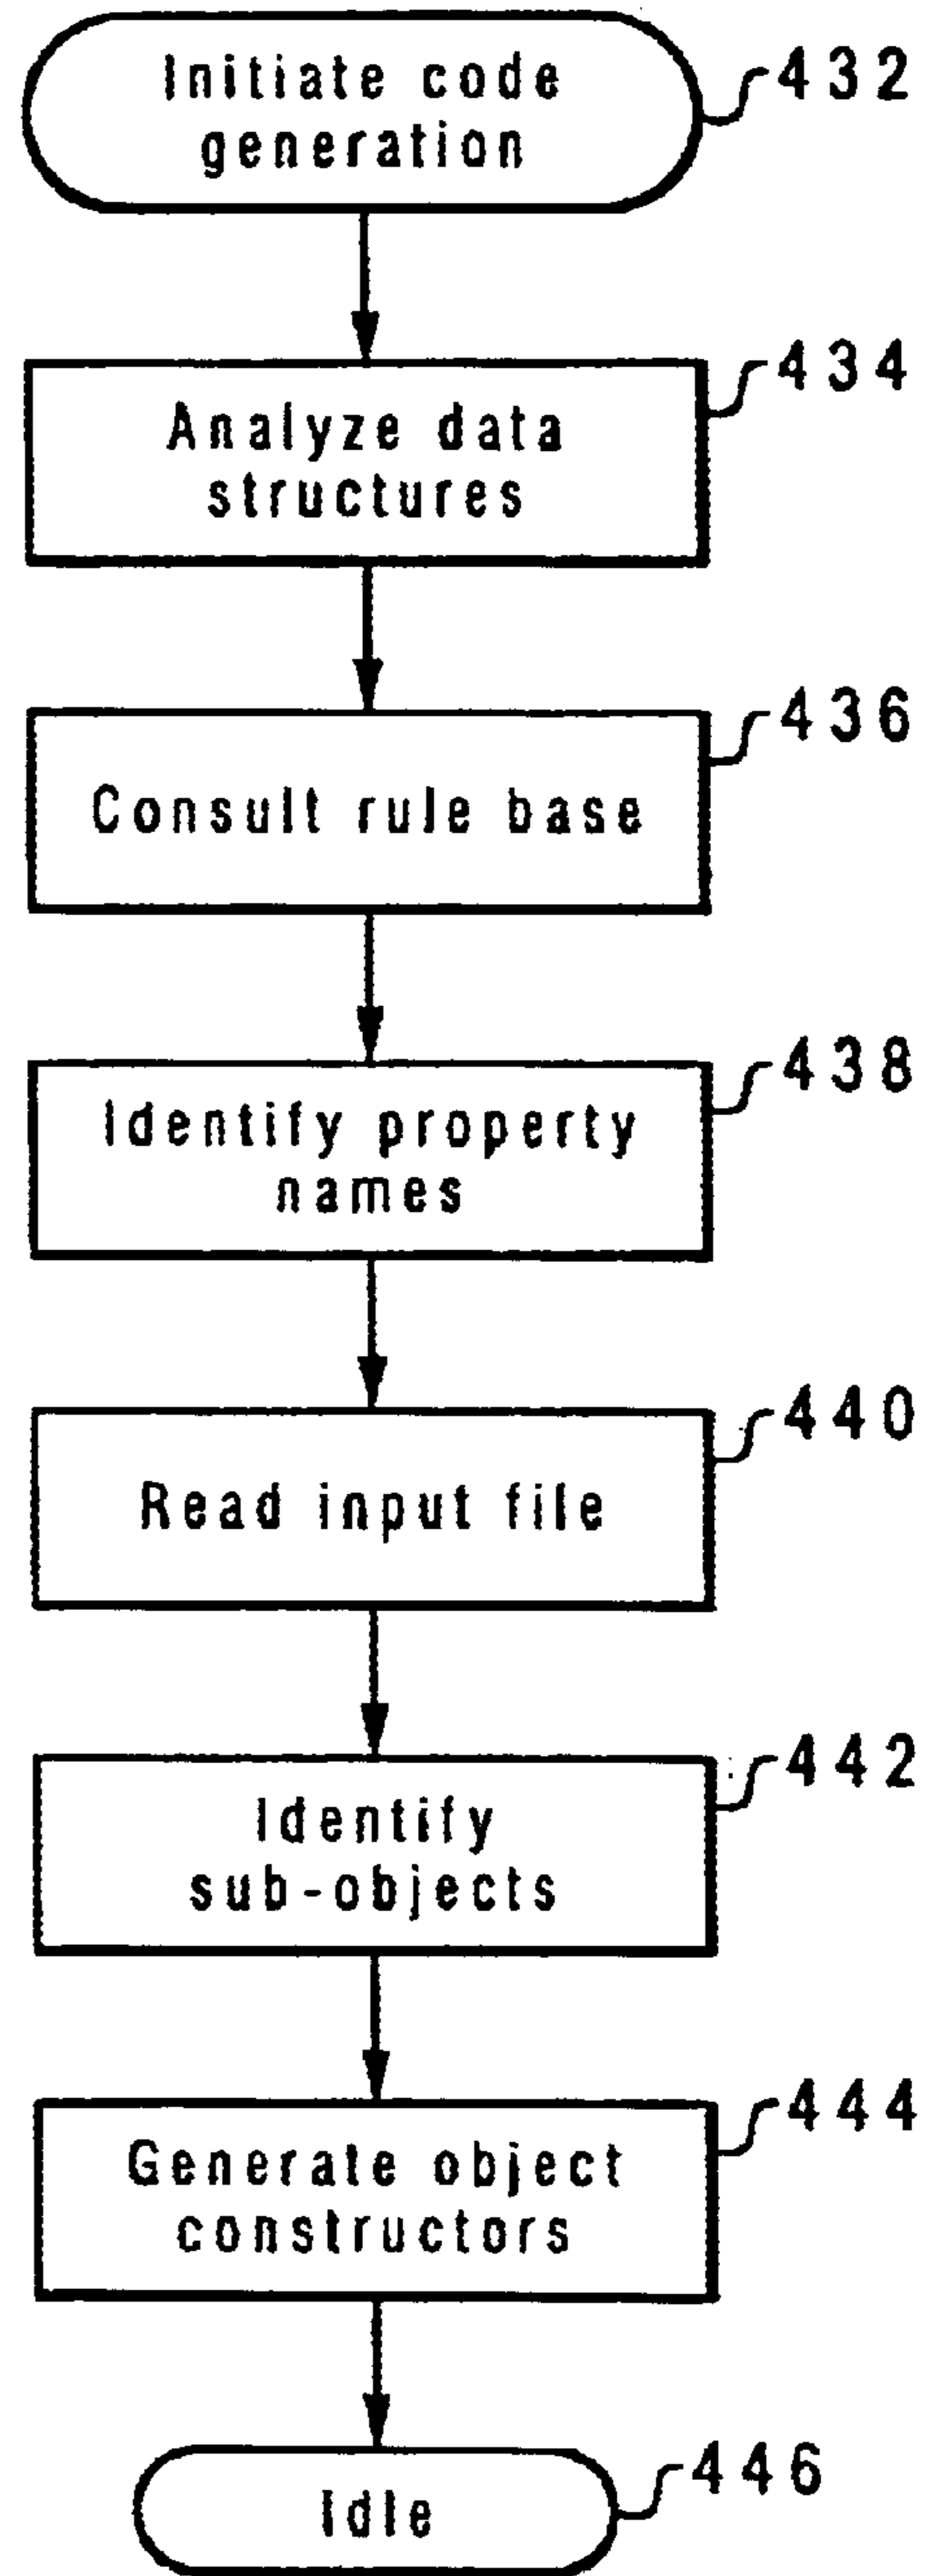 Initiate code
generation
432
Analyze data
structures
434
Consult rule base
436
Identify property
names
438
Read input file
440
Identify
sub-objects
442
Generate object
constructors
444
Idle
446